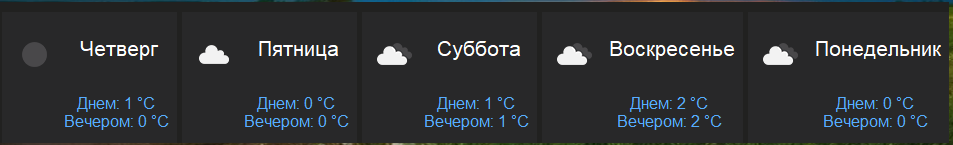 Четверг
Днем: 1 °C
Вечером: 0 °C
Пятница
Днем: 0 °C
Вечером: 0 °C
Суббота
Днем: 1 °C
Вечером: 1 °C
Воскресенье
Днем: 2 °C
Вечером: 2 °C
Понедельник
Днем: 0 °C
Вечером: 0 °C